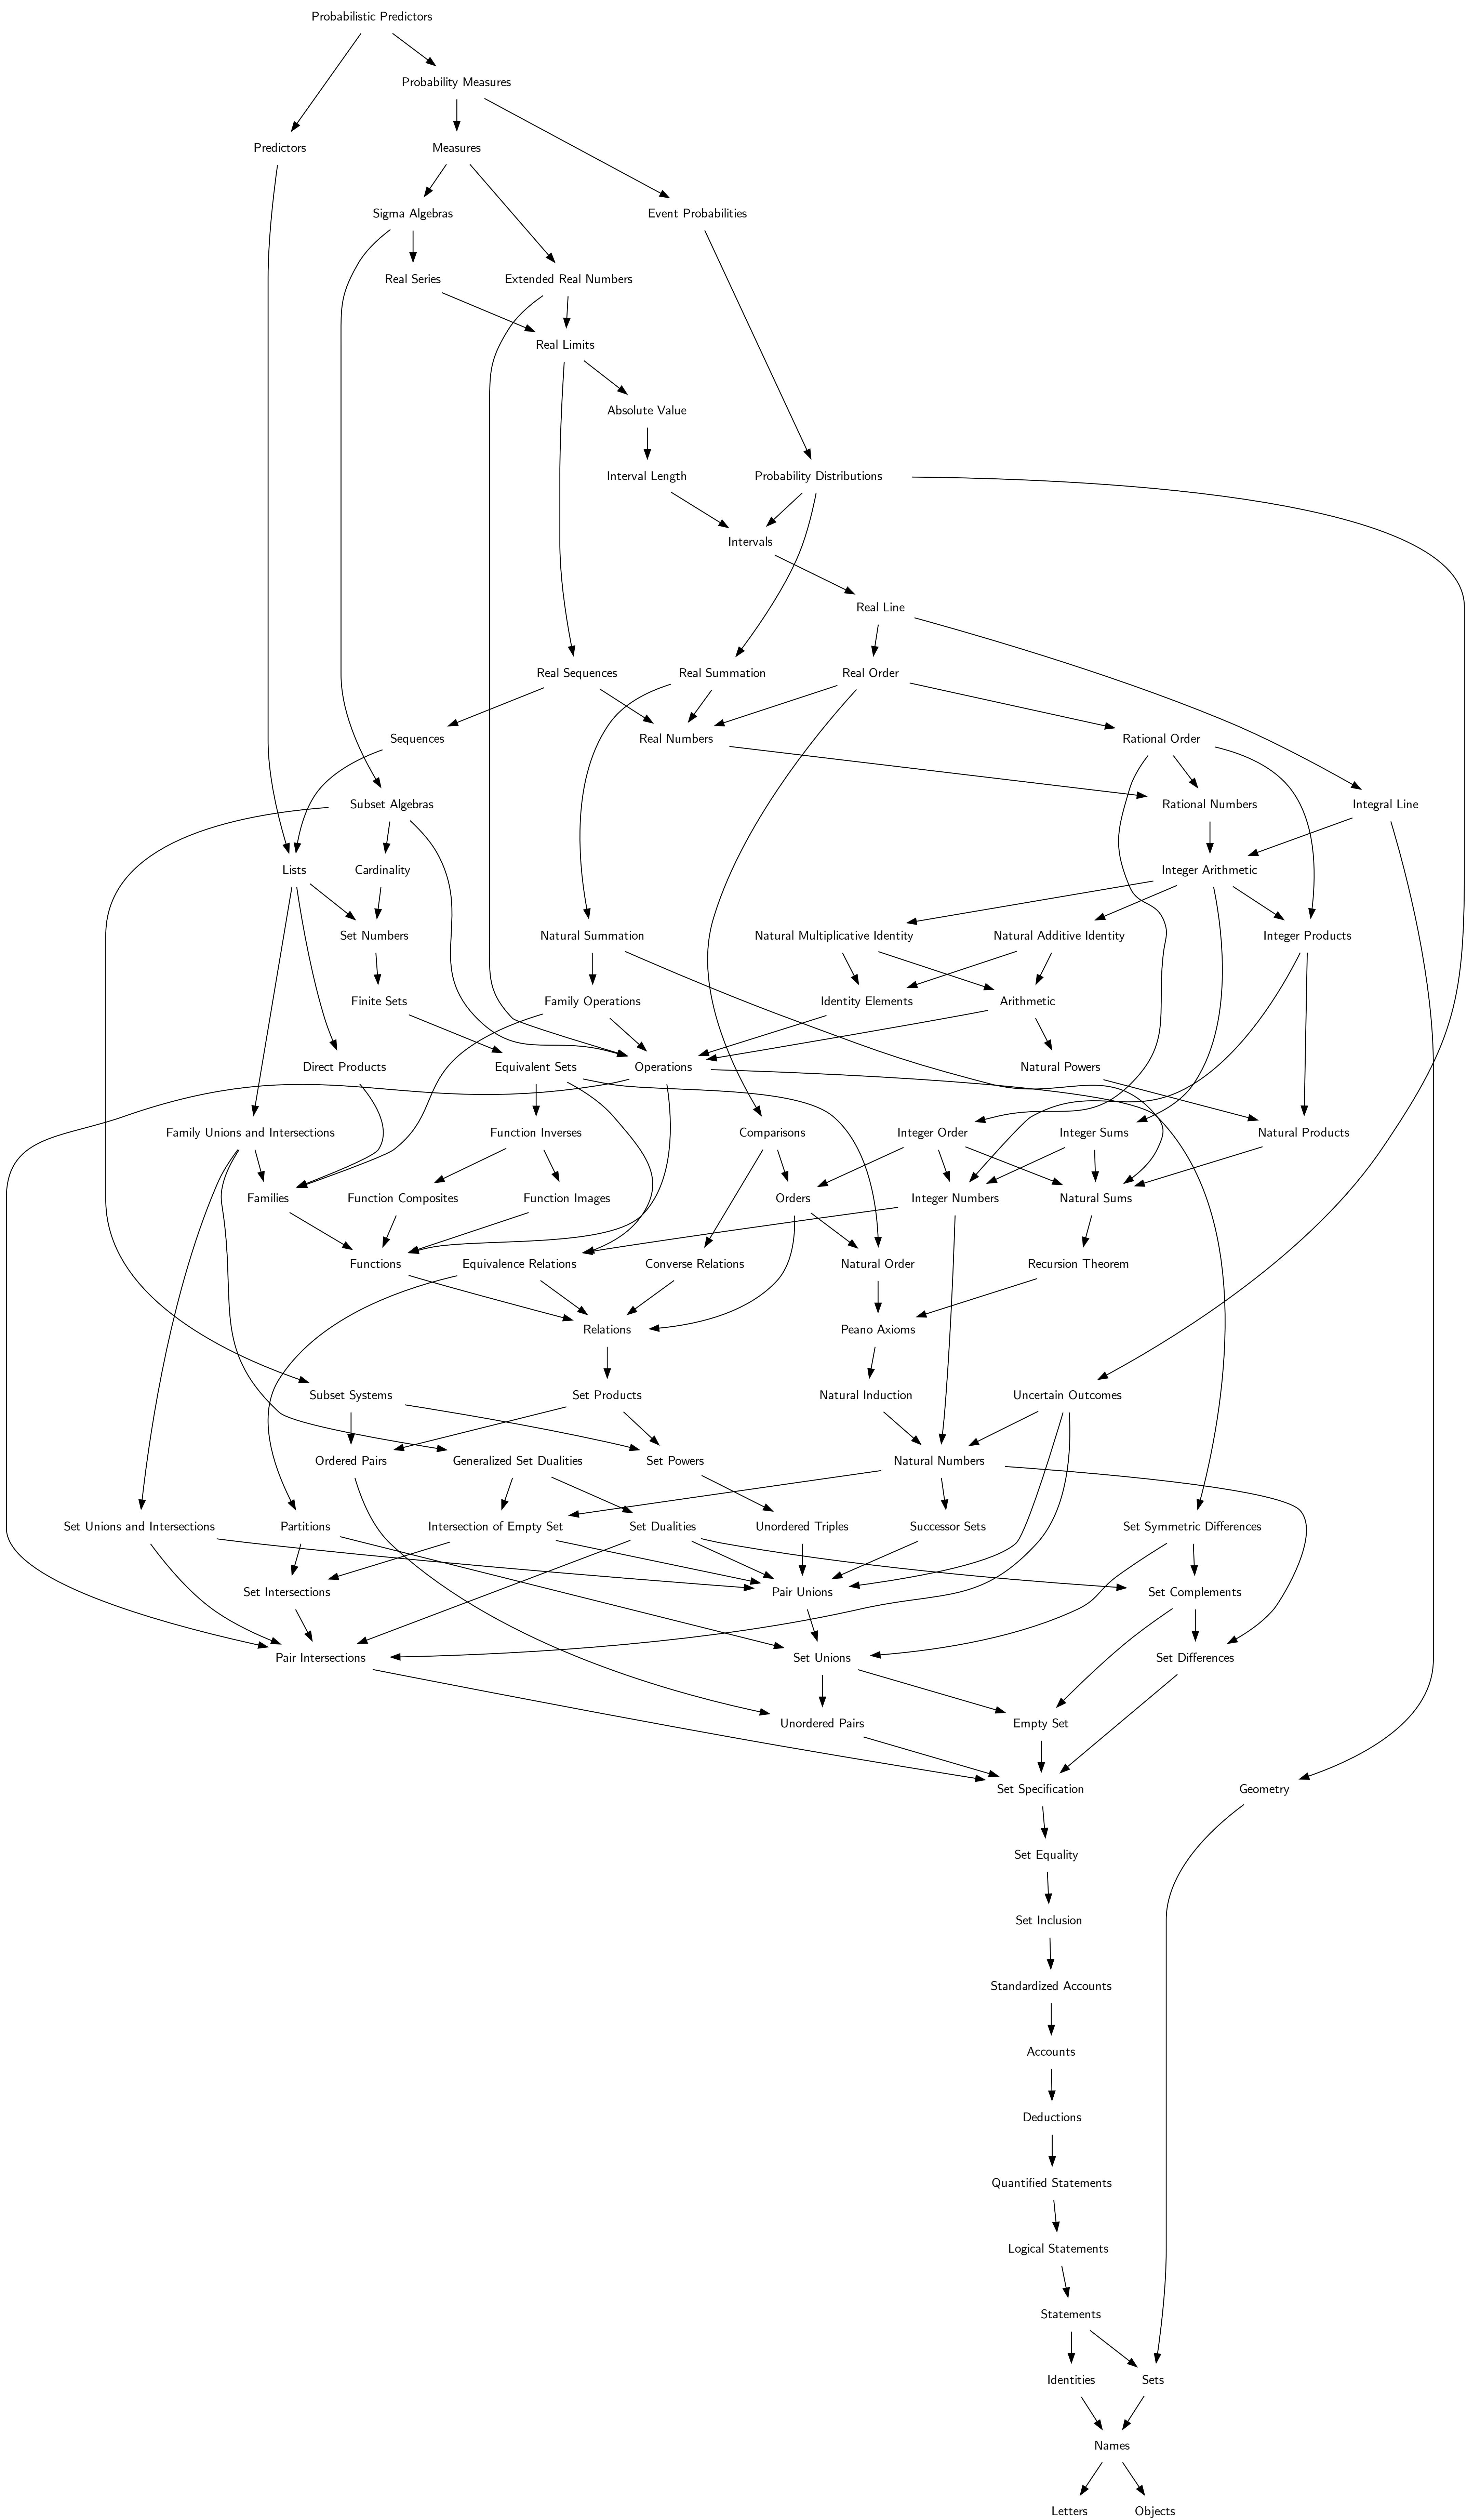 Probabilistic Predictors
Probability Measures
Predictors
Measures
Sigma Algebras
Event Probabilities
Real Series
Extended Real Numbers
Real Limits
Absolute Value
Interval Length
Probability Distributions
Intervals
Real Line
Real Sequences
Real Summation
Real Order
Sequences
Real Numbers
Rational Order
Subset Algebras
Rational Numbers
Integral Line
Lists
Cardinality
Integer Arithmetic
Set Numbers
Natural Summation
Natural Multiplicative Identity
Natural Additive Identity
Integer Products
Finite Sets
Family Operations
Identity Elements
Arithmetic
Direct Products
Equivalent Sets
Operations
Natural Powers
Family Unions and Intersections
Function Inverses
Comparisons
Integer Order
Integer Sums
Natural Products
Families
Function Composites
Function Images
Orders
Integer Numbers
Natural Sums
Functions
Equivalence Relations
Converse Relations
Natural Order
Recursion Theorem
Relations
Peano Axioms
Subset Systems
Set Products
Natural Induction
Uncertain Outcomes
Ordered Pairs
Generalized Set Dualities
Set Powers
Natural Numbers
Set Unions and Intersections
Partitions
Intersection of Empty Set
Set Dualities
Unordered Triples
Successor Sets
Set Symmetric Differences
Set Intersections
Pair Unions
Set Complements
Pair Intersections
Set Unions
Set Differences
Unordered Pairs
Empty Set
Set Specification
Geometry
Set Equality
Set Inclusion
Standardized Accounts
Accounts
Deductions
Quantified Statements
Logical Statements
Statements
Identities
Sets
Names
Letters
Objects